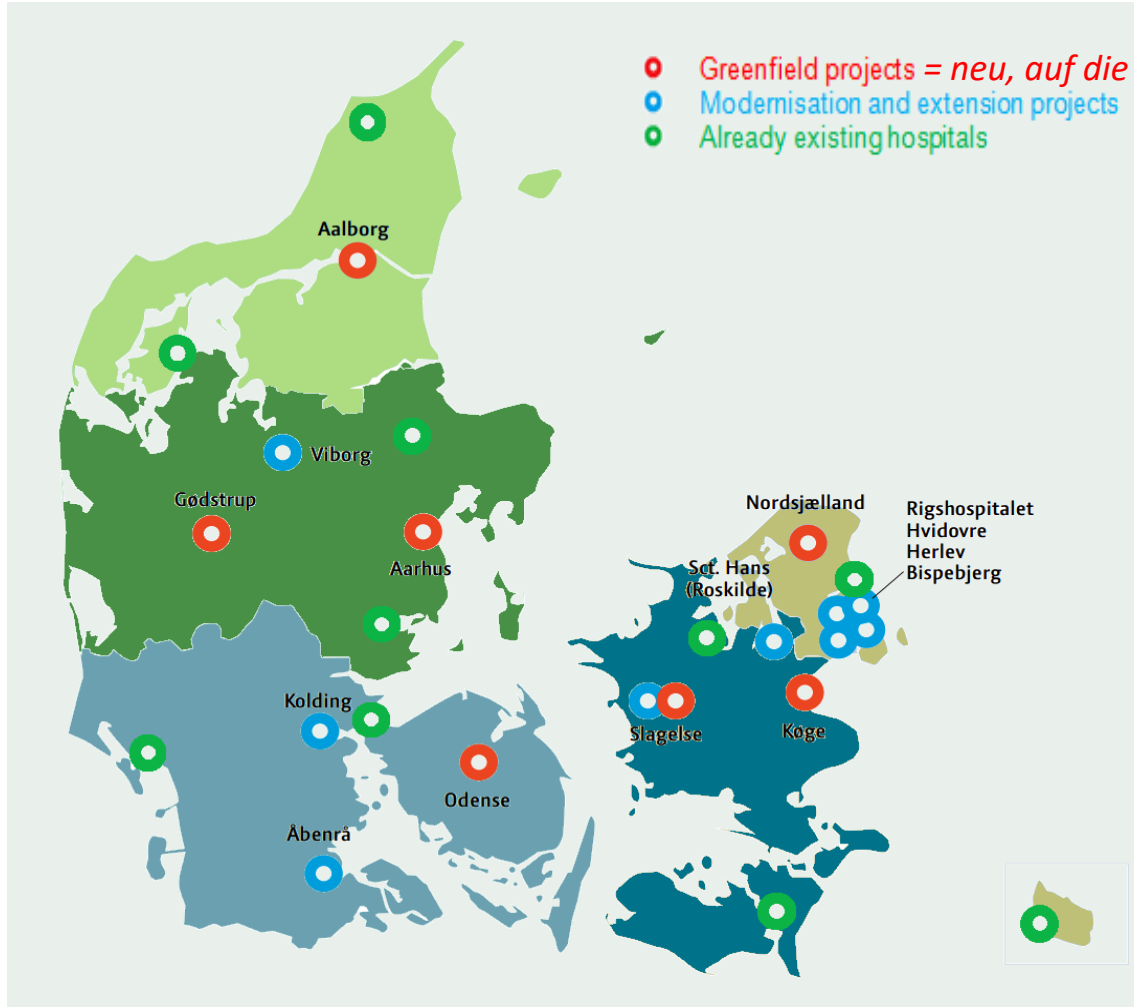 Greenfield projects = neu, auf die
Modernisation and extension projects
Already existing hospitals
Aalborg
Viborg
Gødstrup
Aarhus
Nordsjælland
Rigshospitalet
Hvidovre
Herlev
Bispebjerg
Sct. Hans
(Roskilde)
Kolding
Slagelse
Køge
Odense
Åbenrå